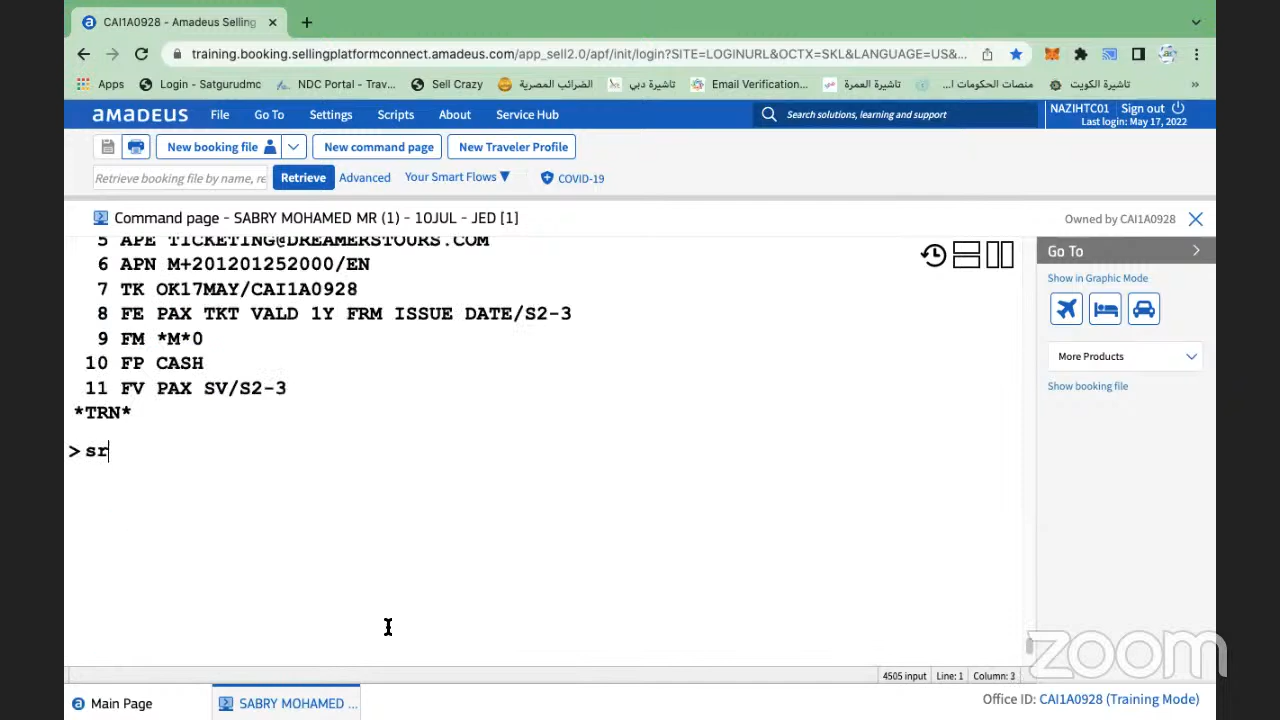 CAI1A0928 - Amadeus Selling
training.booking.sellingplatformconnect.amadeus.com/app_sell2.0/apf/init/login?SITE=LOGINURL&OCTX=SKL&LANGUAGE=US&...
Apps Login - Satgurudmc NDC Portal - Trav... Sell Crazy الضرائب المصرية تاشيرة دبي Email Verification... تاشيرة العمرة منصات الحكومات ا... تاشيرة الكويت »
amadeus File Go To Settings Scripts About Service Hub Search solutions, learning and support NAZIHTC01 Sign out
Last login: May 17, 2022
New booking file New command page New Traveler Profile
Retrieve booking file by name, re Retrieve Advanced Your Smart Flows COVID-19
Command page - SABRY MOHAMED MR (1) - 10JUL - JED [1] Owned by CAI1A0928
5 APE TICKETING@DREAMERSTOURS.COM
6 APN M+201201252000/EN
7 TK OK17MAY/CAI1A0928
8 FE PAX TKT VALD 1Y FRM ISSUE DATE/S2-3
9 FM *M*0
10 FP CASH
11 FV PAX SV/S2-3
*TRN*
> sr
Go To
Show in Graphic Mode
More Products
Show booking file
zoom
4505 input Line: 1 Column: 3
Main Page SABRY MOHAMED ... Office ID: CAI1A0928 (Training Mode)